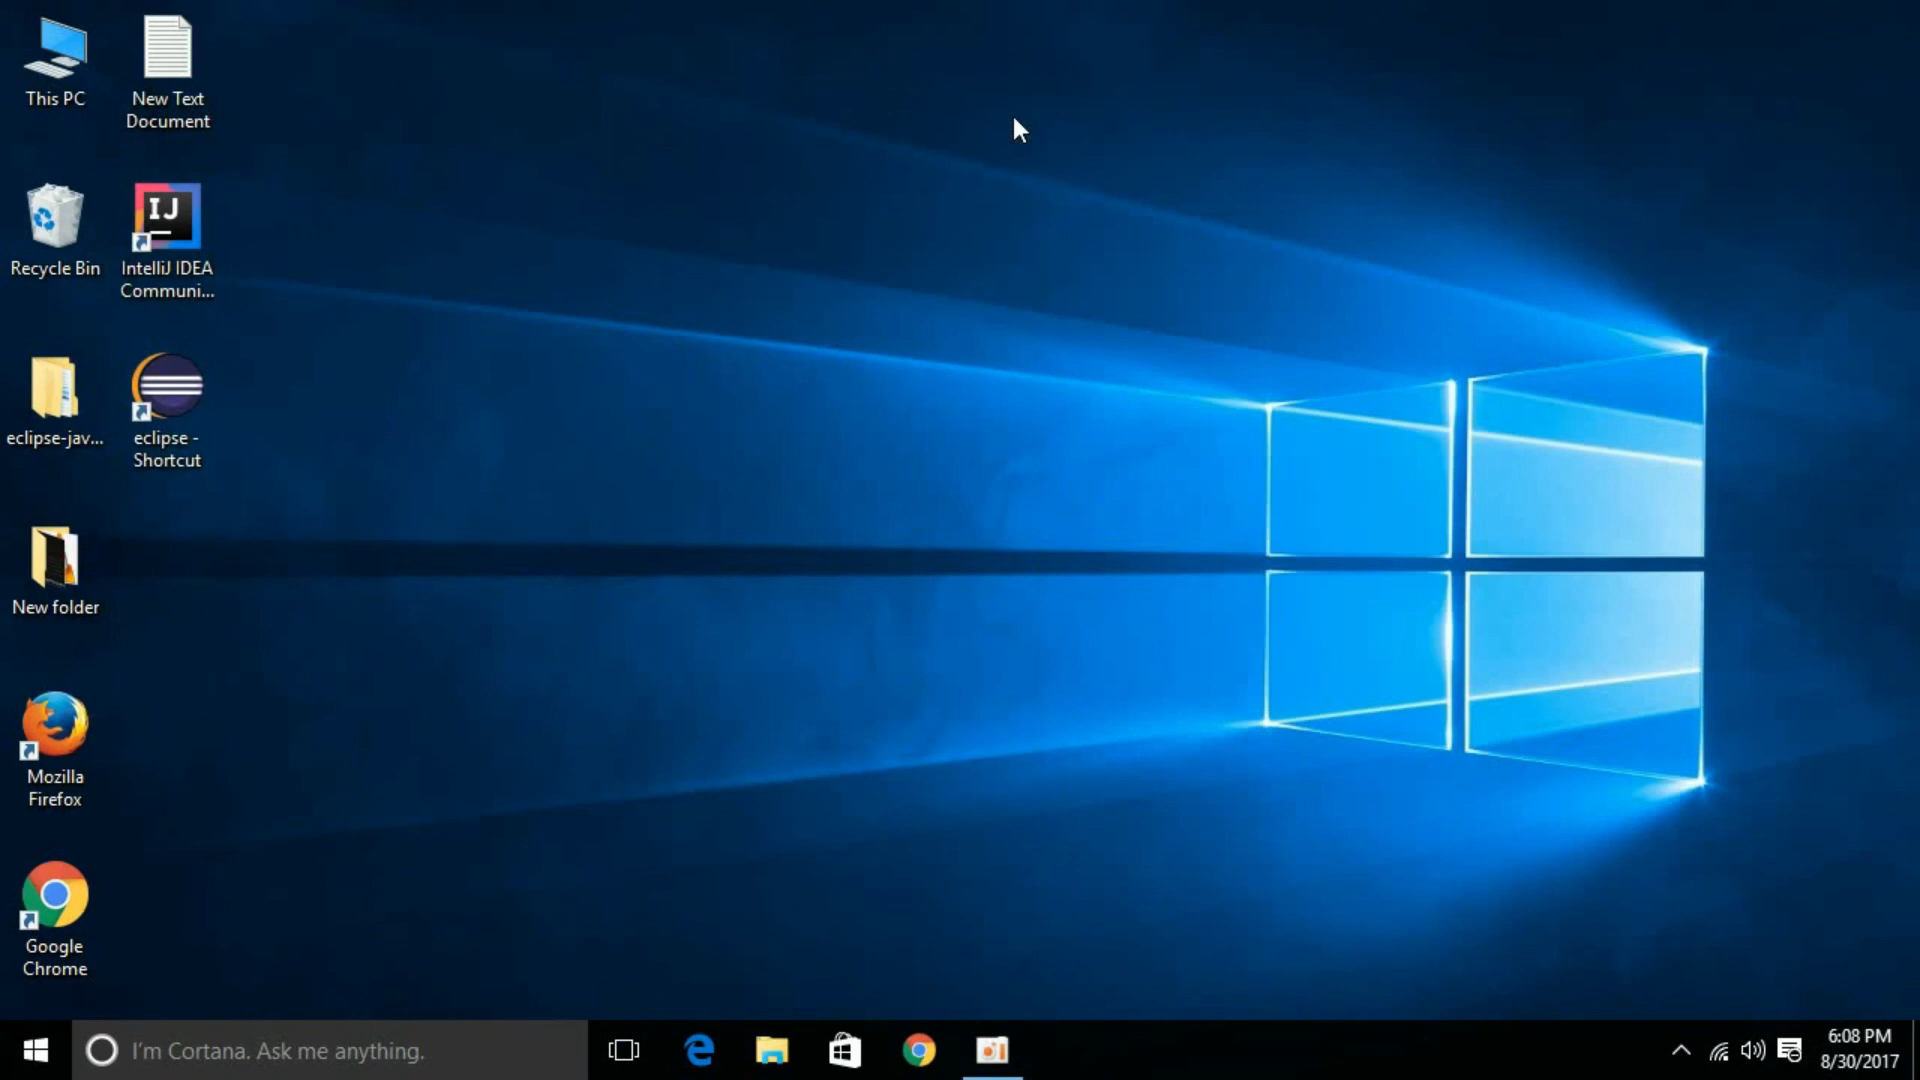 This PC
New Text
Document
Recycle Bin
IJ
IntelliJ IDEA
Communi...
eclipse-jav...
eclipse -
Shortcut
New folder
Mozilla
Firefox
Google
Chrome
I'm Cortana. Ask me anything.
6:08 PM
8/30/2017